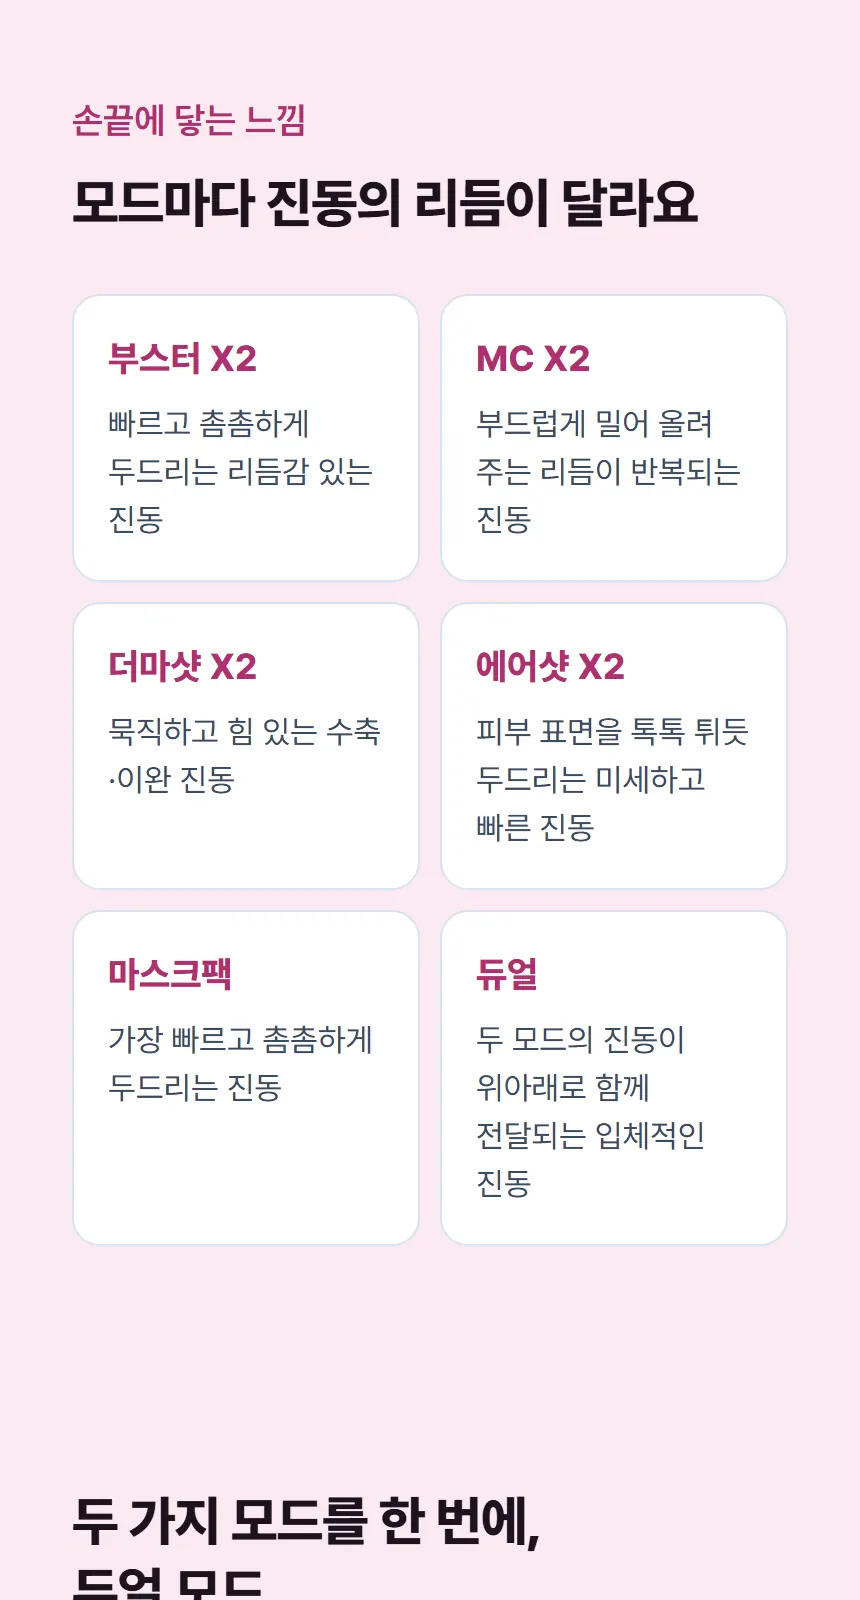 손끝에 닿는 느낌
모드마다 진동의 리듬이 달라요
부스터 X2
빠르고 촘촘하게
두드리는 리듬감 있는
진동
MC X2
부드럽게 밀어 올려
주는 리듬이 반복되는
진동
더마샷 X2
묵직하고 힘 있는 수축
·이완 진동
에어샷 X2
피부 표면을 톡톡 튀듯
두드리는 미세하고
빠른 진동
마스크팩
가장 빠르고 촘촘하게
두드리는 진동
듀얼
두 모드의 진동이
위아래로 함께
전달되는 입체적인
진동
두 가지 모드를 한 번에,
듀얼 모드